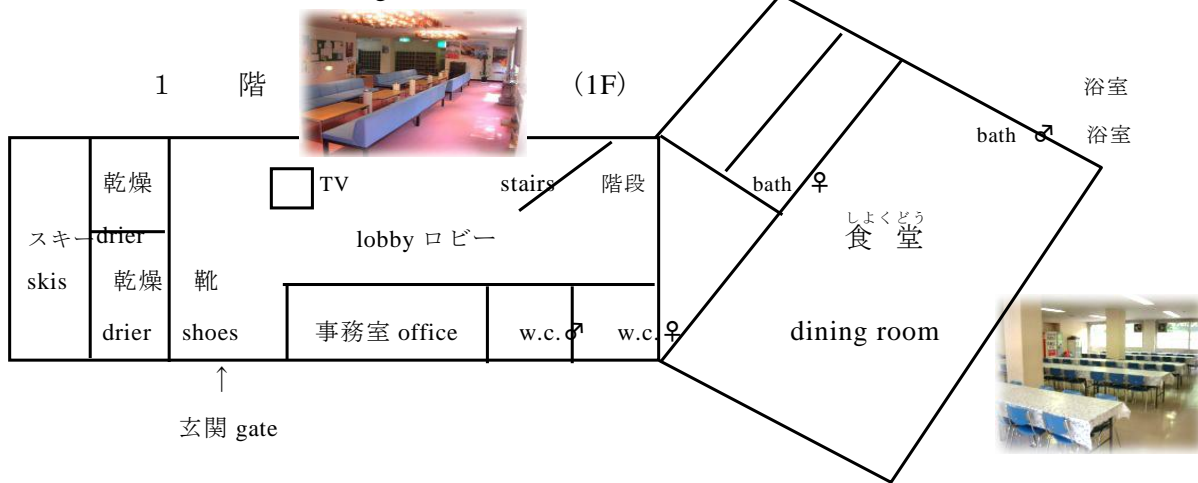 1 階 (1F)
浴室
bath ♂ 浴室
乾燥 TV stairs 階段 bath ♀
しよくどう
スキー drier lobby ロビー 食 堂
skis 乾燥 靴
drier shoes 事務室 office w.c.♂ w.c.♀ dining room
↑
玄関 gate